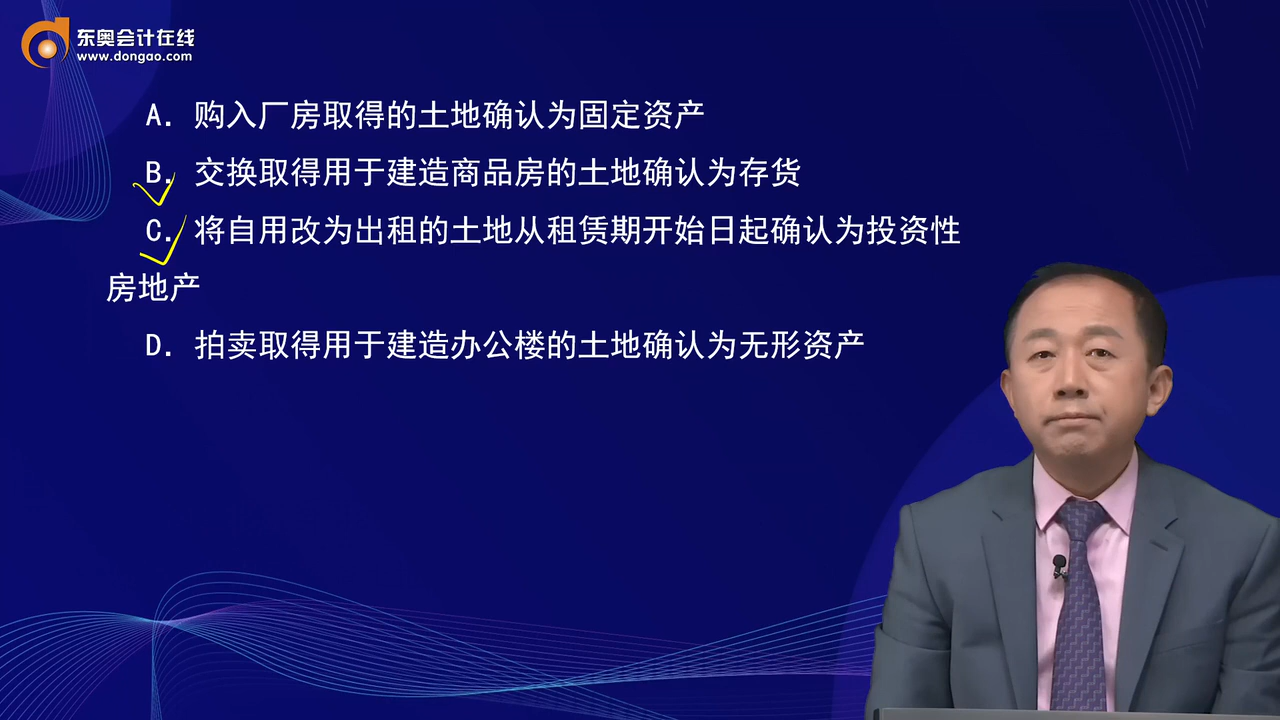 东奥会计在线
www.dongao.com
A. 购入厂房取得的土地确认为固定资产
B. 交换取得用于建造商品房的土地确认为存货
C. 将自用改为出租的土地从租赁期开始日起确认为投资性
房地产
D. 拍卖取得用于建造办公楼的土地确认为无形资产